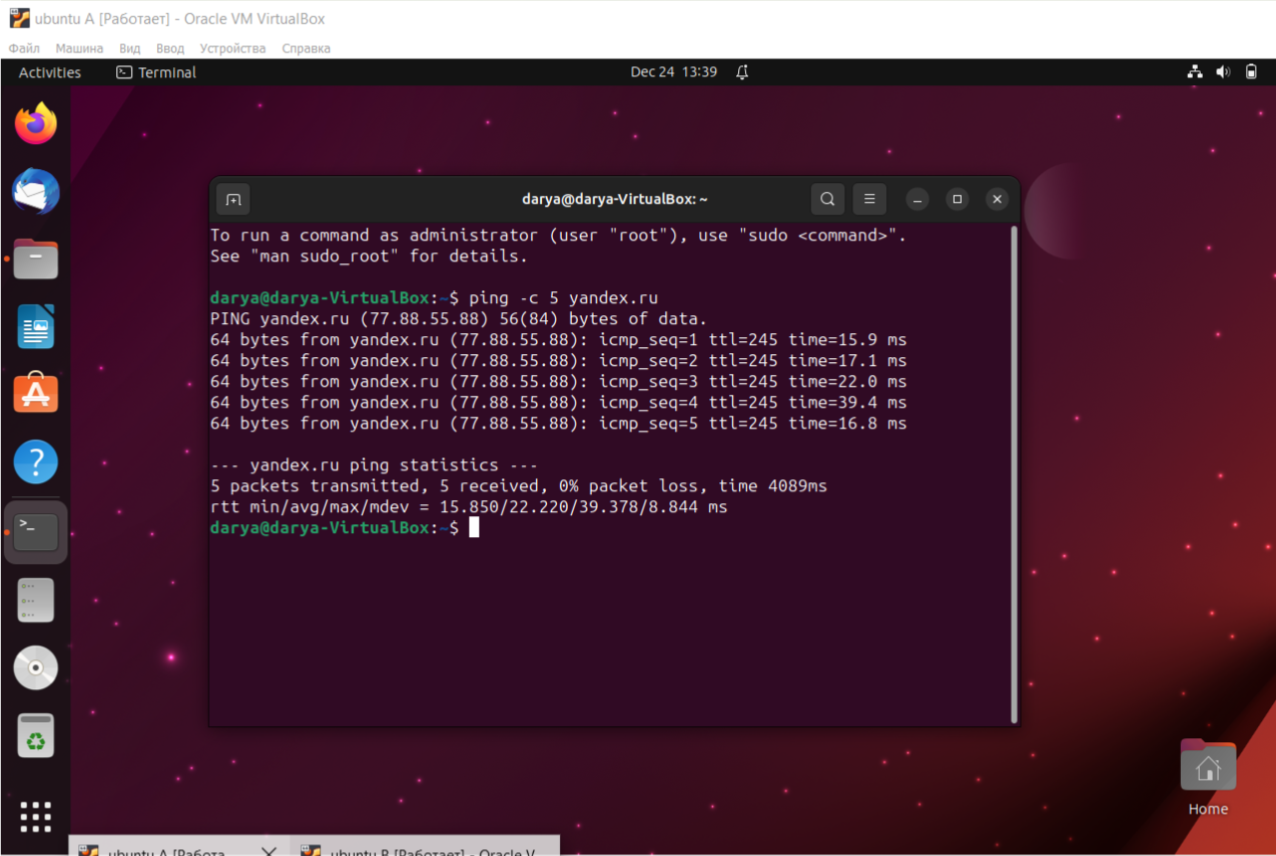 ubuntu A [Работает] - Oracle VM VirtualBox
Файл Машина Вид Ввод Устройства Справка
Activities Terminal Dec 24 13:39
darya@darya-VirtualBox: ~
To run a command as administrator (user "root"), use "sudo <command>".
See "man sudo_root" for details.
darya@darya-VirtualBox:~$ ping -c 5 yandex.ru
PING yandex.ru (77.88.55.88) 56(84) bytes of data.
64 bytes from yandex.ru (77.88.55.88): icmp_seq=1 ttl=245 time=15.9 ms
64 bytes from yandex.ru (77.88.55.88): icmp_seq=2 ttl=245 time=17.1 ms
64 bytes from yandex.ru (77.88.55.88): icmp_seq=3 ttl=245 time=22.0 ms
64 bytes from yandex.ru (77.88.55.88): icmp_seq=4 ttl=245 time=39.4 ms
64 bytes from yandex.ru (77.88.55.88): icmp_seq=5 ttl=245 time=16.8 ms
--- yandex.ru ping statistics ---
5 packets transmitted, 5 received, 0% packet loss, time 4089ms
rtt min/avg/max/mdev = 15.850/22.220/39.378/8.844 ms
darya@darya-VirtualBox:~$
Home
ubuntu A [Работа... ubuntu B [Работает] - Oracle V...